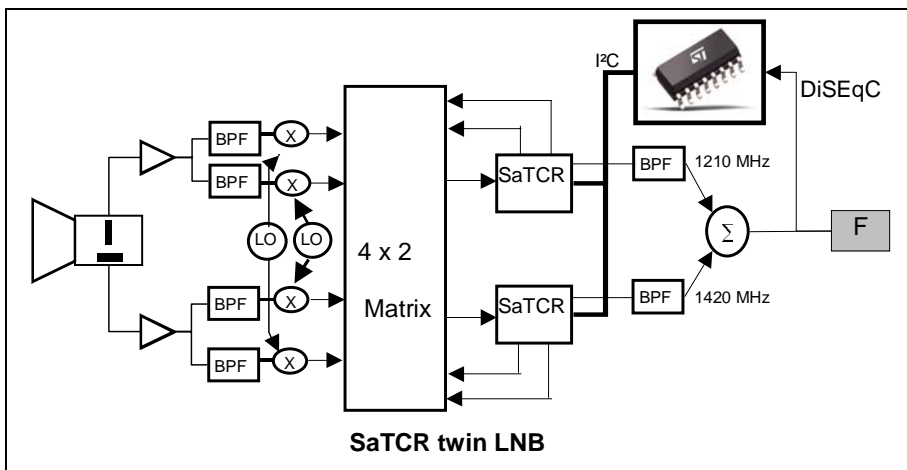 I²C
ST
DiSEqC
BPF
X
BPF
X
SaTCR
BPF
1210 MHz
LO
LO
4 x 2
Matrix
Σ
F
BPF
X
SaTCR
BPF
1420 MHz
BPF
X
SaTCR twin LNB